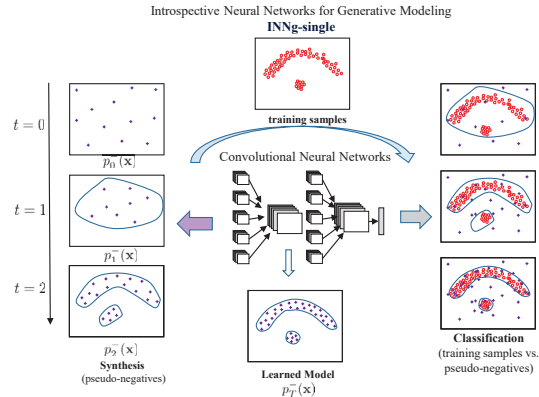 Introspective Neural Networks for Generative Modeling
INNg-single
training samples
t=0
p₀⁻(x)
Convolutional Neural Networks
t=1
p₁⁻(x)
t=2
p₂⁻(x)
Synthesis
(pseudo-negatives)
Learned Model
p_T⁻(x)
Classification
(training samples vs.
pseudo-negatives)